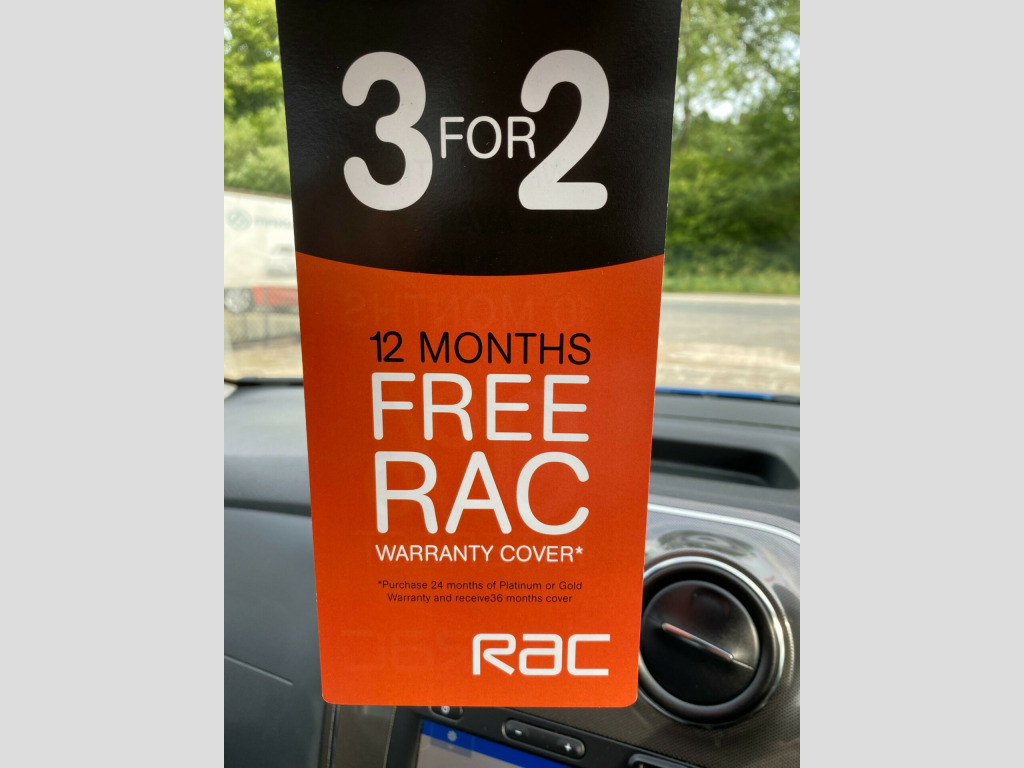 3 FOR 2
12 MONTHS
FREE
RAC
WARRANTY COVER*
*Purchase 24 months of Platinum or Gold
Warranty and receive36 months cover
RAC